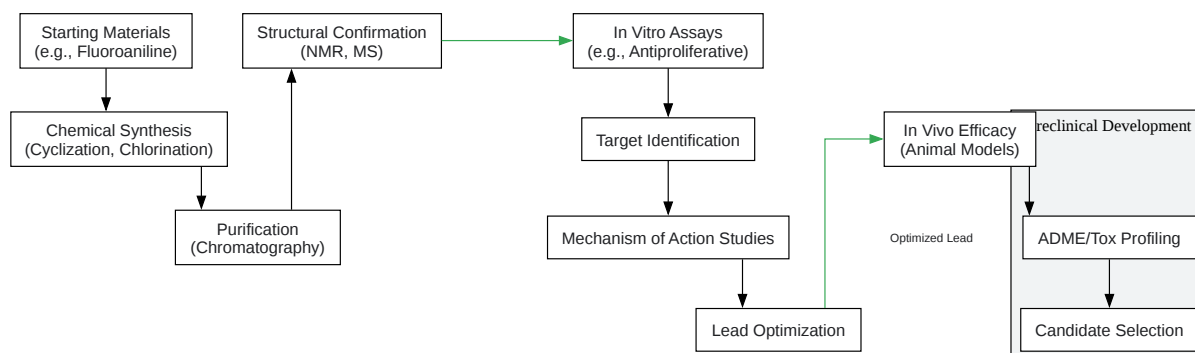 Starting Materials
(e.g., Fluoroaniline)
Chemical Synthesis
(Cyclization, Chlorination)
Purification
(Chromatography)
Structural Confirmation
(NMR, MS)
In Vitro Assays
(e.g., Antiproliferative)
Target Identification
Mechanism of Action Studies
Lead Optimization
Optimized Lead
In Vivo Efficacy
(Animal Models)
reclinical Development
ADME/Tox Profiling
Candidate Selection